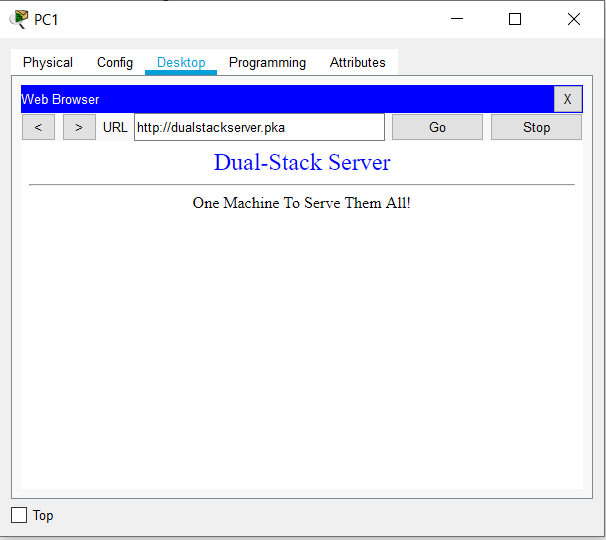 PC1
Physical Config Desktop Programming Attributes
Web Browser X
< > URL http://dualstackserver.pka Go Stop
Dual-Stack Server
One Machine To Serve Them All!
Top